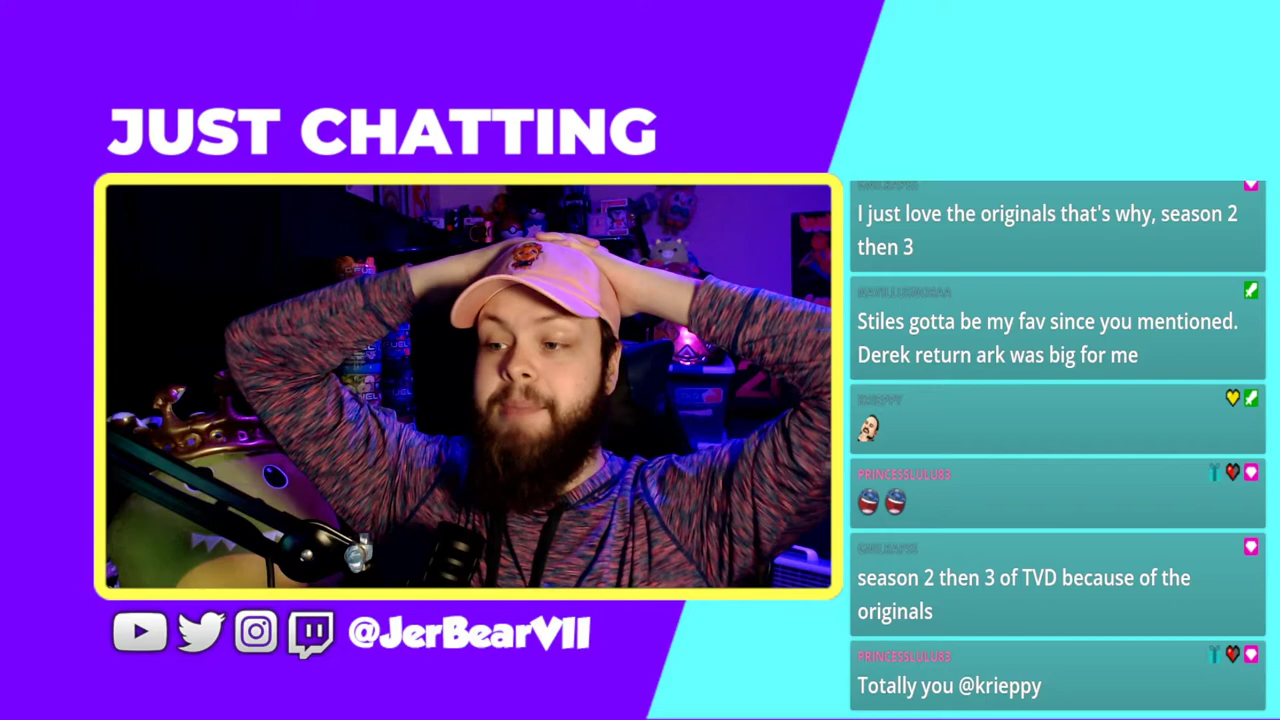 JUST CHATTING
I just love the originals that's why, season 2
then 3
Stiles gotta be my fav since you mentioned.
Derek return ark was big for me
KRIEPPY
PRINCESSLULU83
season 2 then 3 of TVD because of the
originals
PRINCESSLULU83
Totally you @krieppy
@JerBearVII